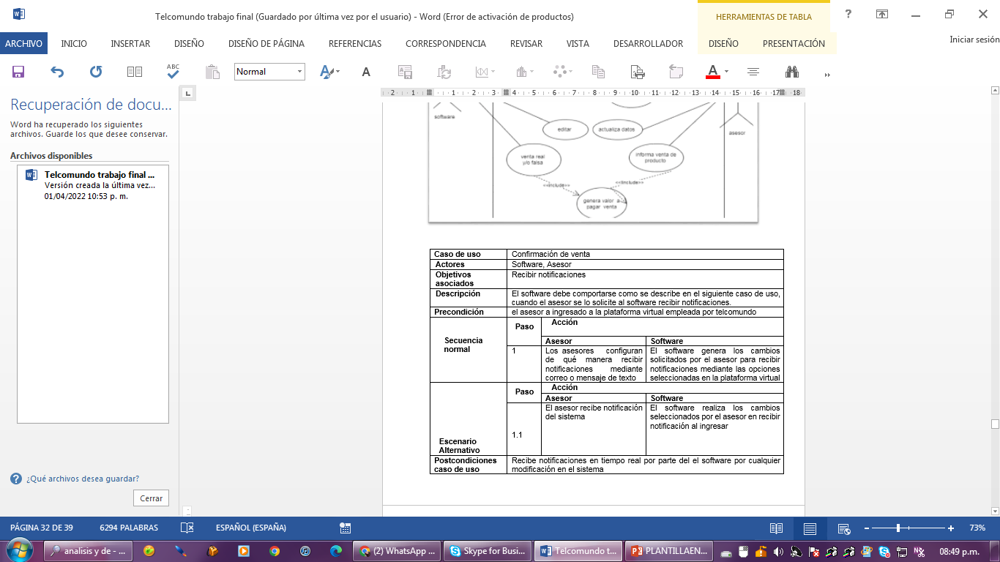 Telcomundo trabajo final (Guardado por última vez por el usuario) - Word (Error de activación de productos)
HERRAMIENTAS DE TABLA
ARCHIVO INICIO INSERTAR DISEÑO DISEÑO DE PÁGINA REFERENCIAS CORRESPONDENCIA REVISAR VISTA DESARROLLADOR DISEÑO PRESENTACIÓN Iniciar sesión
ABC Normal A A A
Recuperación de docu...
Word ha recuperado los siguientes
archivos. Guarde los que desee conservar.
Archivos disponibles
Telcomundo trabajo final ...
Versión creada la última vez...
01/04/2022 10:53 p. m.
¿Qué archivos desea guardar?
Cerrar
2 1 1 2 3 4 5 6 7 8 9 10 11 12 13 14 15 16 17 18
software
editar
actualiza datos
asesor
venta real
y/o falsa
informa venta de
producto
<<include>>
<<include>>
genera valor a
pagar venta
Caso de uso Confirmación de venta
Actores Software, Asesor
Objetivos asociados Recibir notificaciones
Descripción El software debe comportarse como se describe en el siguiente caso de uso,
cuando el asesor se lo solicite al software recibir notificaciones.
Precondición el asesor a ingresado a la plataforma virtual empleada por telcomundo
Secuencia
normal
Paso Acción
Asesor Software
1 Los asesores configuran
de qué manera recibir
notificaciones mediante
correo o mensaje de texto
El software genera los cambios
solicitados por el asesor para recibir
notificaciones mediante las opciones
seleccionadas en la plataforma virtual
Escenario
Alternativo
Paso Acción
Asesor Software
1.1
El asesor recibe notificación
del sistema
El software realiza los cambios
seleccionados por el asesor en recibir
notificación al ingresar
Postcondiciones
caso de uso
Recibe notificaciones en tiempo real por parte del el software por cualquier
modificación en el sistema
PÁGINA 32 DE 39 6294 PALABRAS ESPAÑOL (ESPAÑA) 73%
analisis y de - ... (2) WhatsApp ... Skype for Busi... Telcomundo t... PLANTILLAEN... 08:49 p.m.